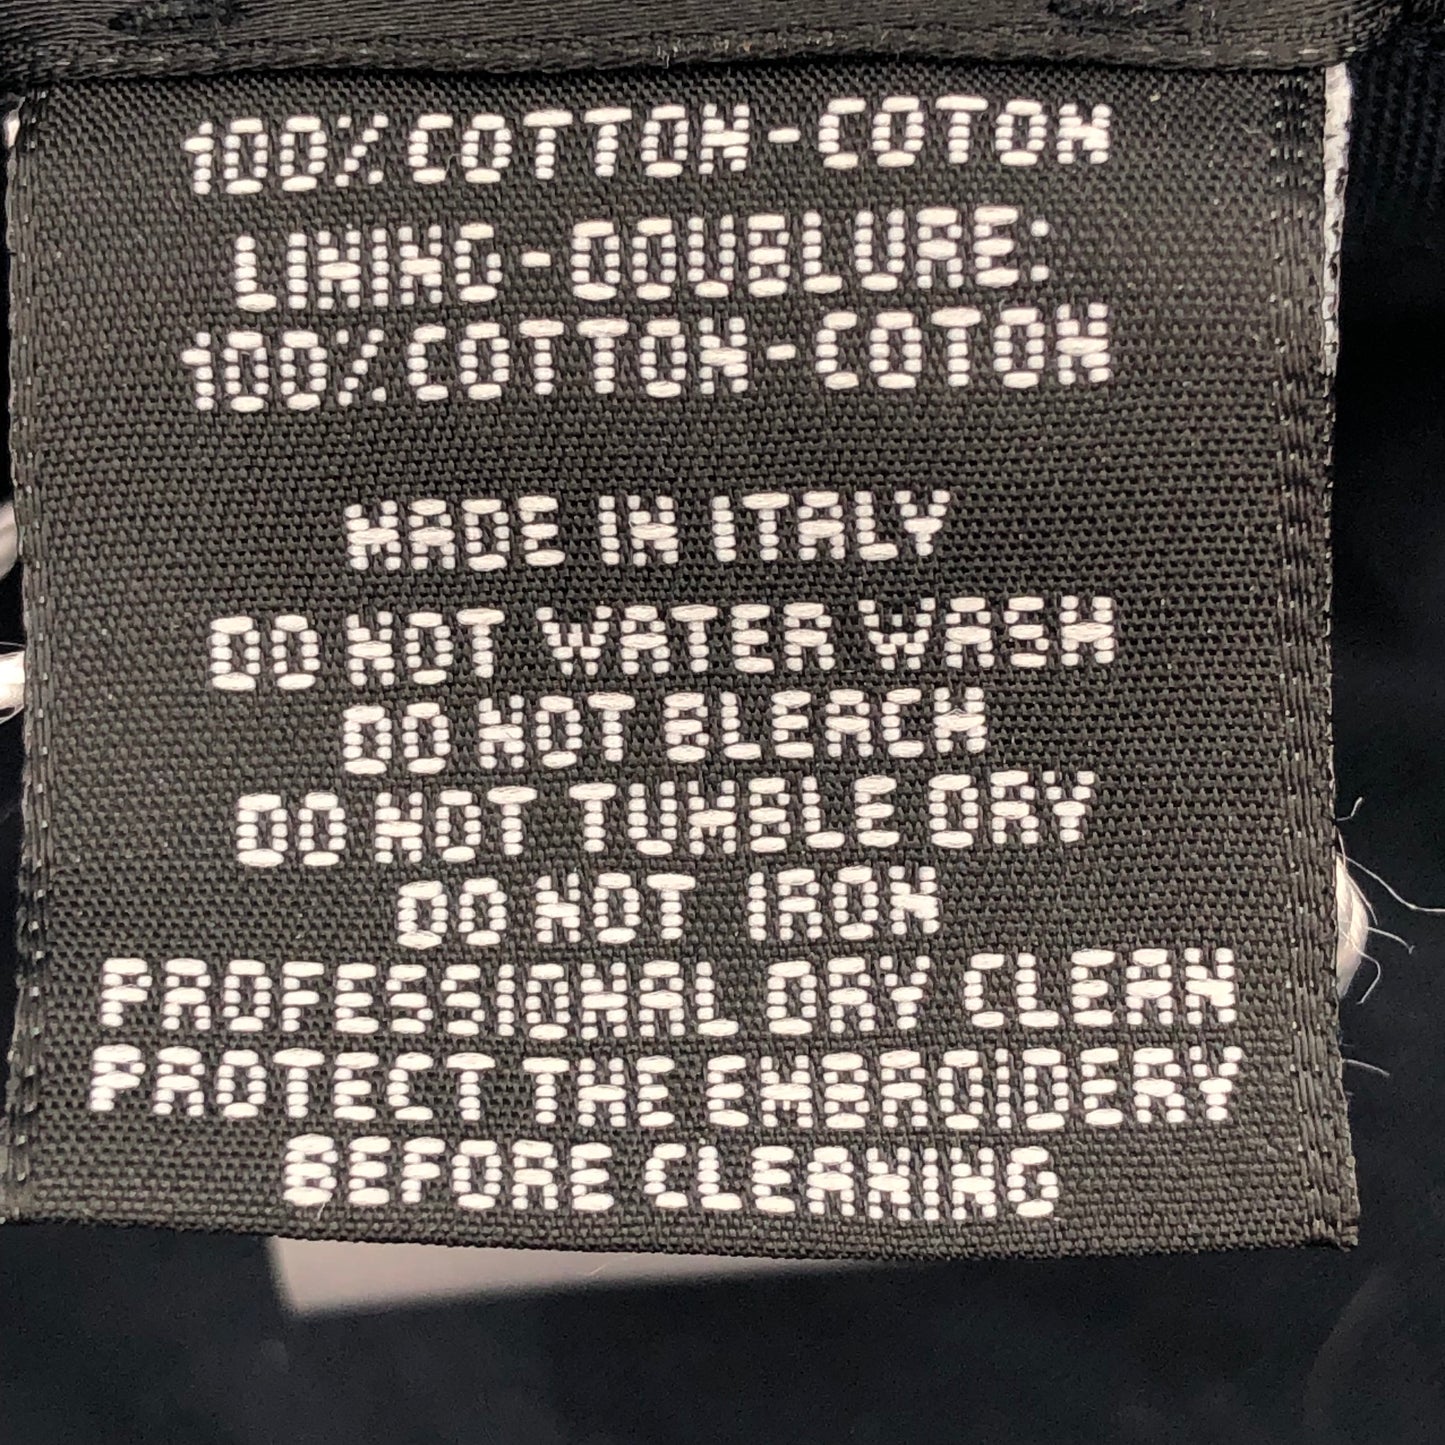 100% COTTON - COTON
LINING - DOUBLURE:
100% COTTON - COTON
MADE IN ITALY
DO NOT WATER WASH
DO NOT BLEACH
DO NOT TUMBLE DRY
DO NOT IRON
PROFESSIONAL DRY CLEAN
PROTECT THE EMBROIDERY
BEFORE CLEANING